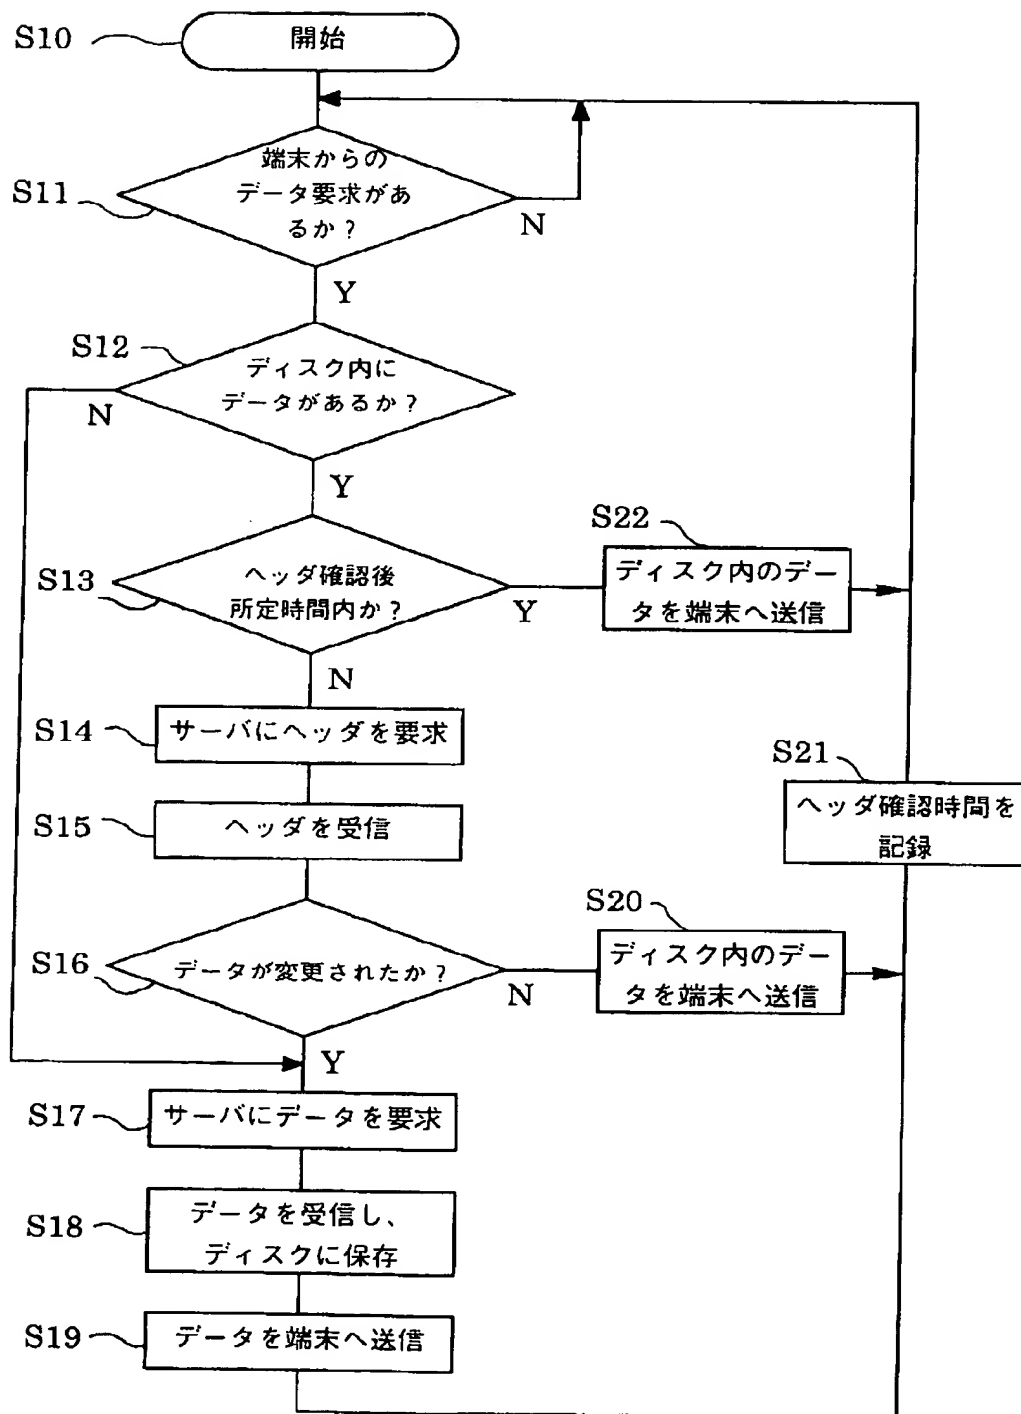 S10
開始
S11
端末からの
データ要求があ
るか？
N
Y
S12
ディスク内に
データがあるか？
N
Y
S13
ヘッダ確認後
所定時間内か？
Y
N
S22
ディスク内のデー
タを端末へ送信
S14
サーバにヘッダを要求
S15
ヘッダを受信
S21
ヘッダ確認時間を
記録
S16
データが変更されたか？
N
Y
S20
ディスク内のデー
タを端末へ送信
S17
サーバにデータを要求
S18
データを受信し、
ディスクに保存
S19
データを端末へ送信